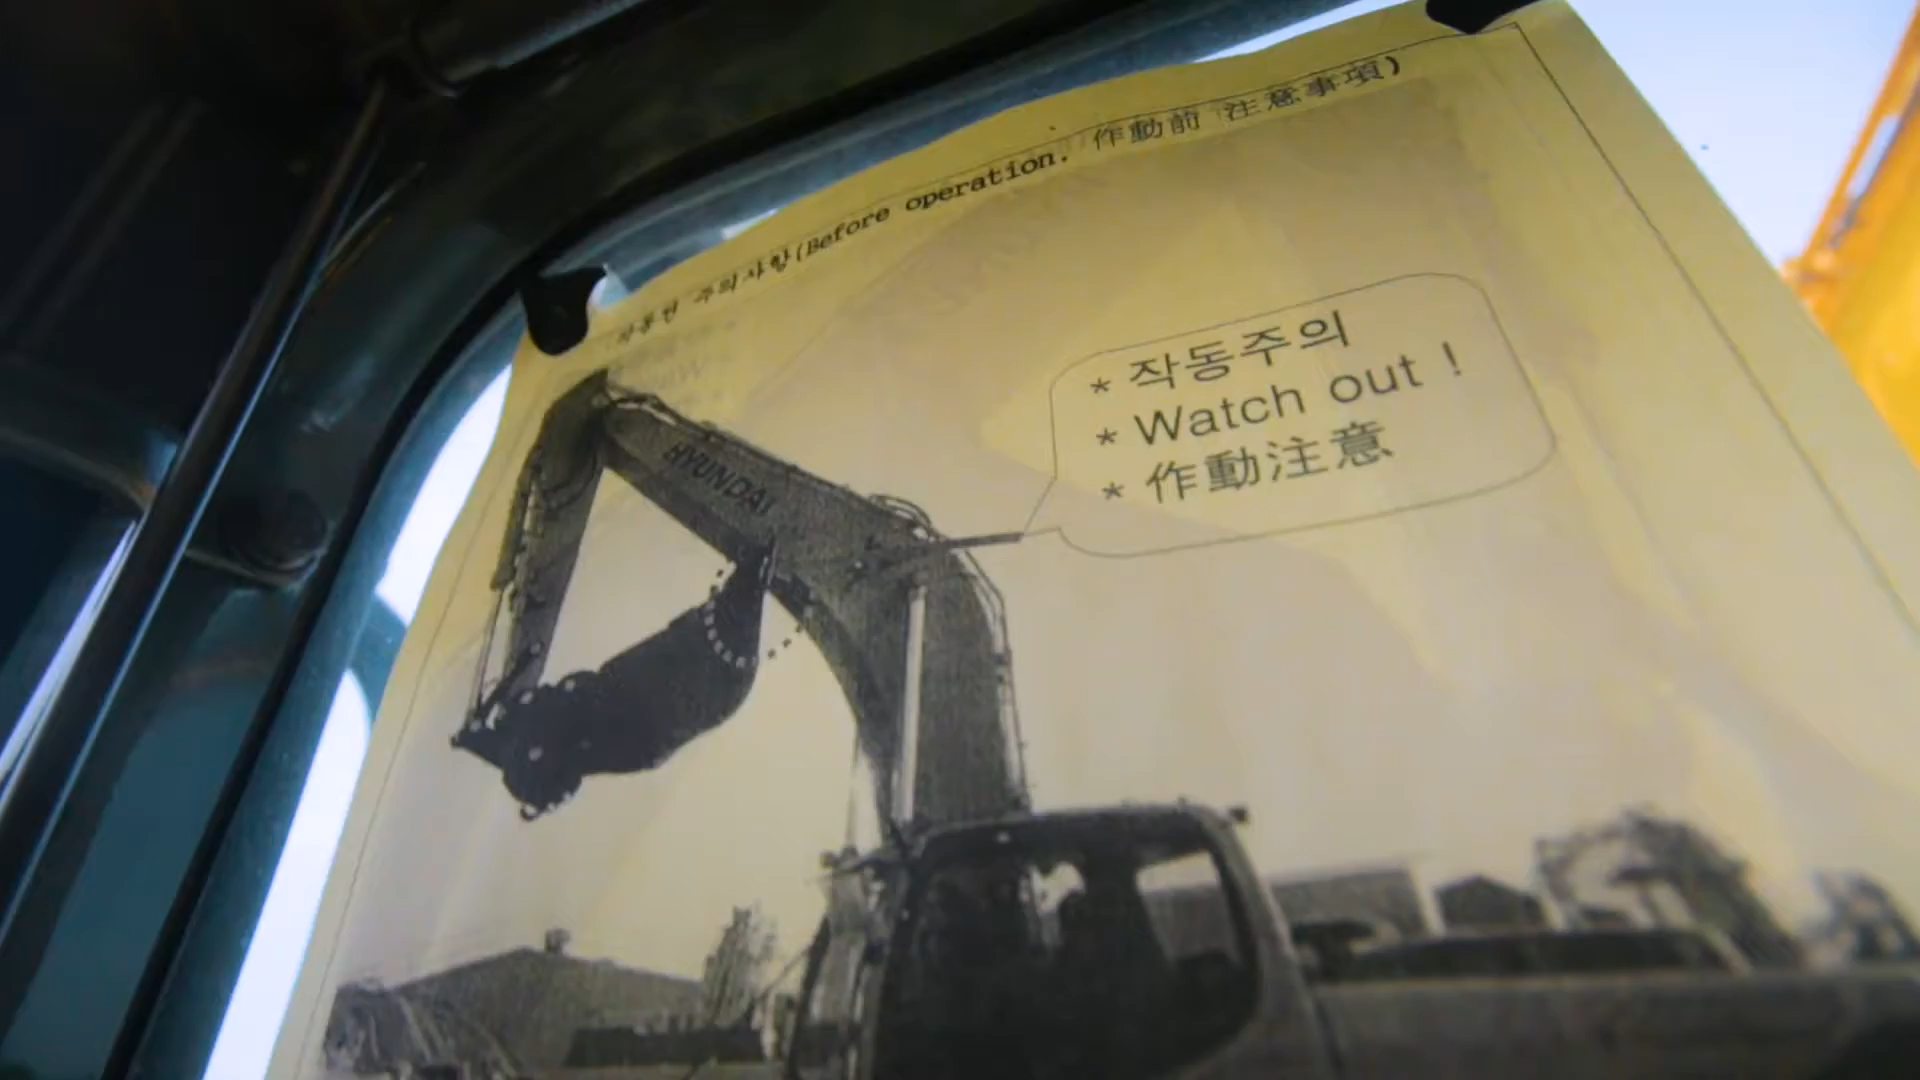 작동전 주의사항(Before operation. 作動前 注意事項)
* 작동주의
* Watch out !
* 作動注意
HYUNDAI